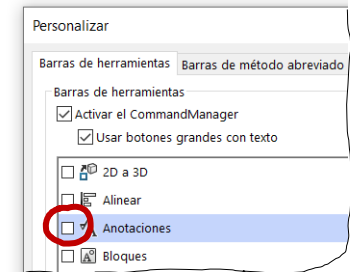 Personalizar
Barras de herramientas Barras de método abreviado
Barras de herramientas
Activar el CommandManager
Usar botones grandes con texto
2D a 3D
Alinear
Anotaciones
Bloques